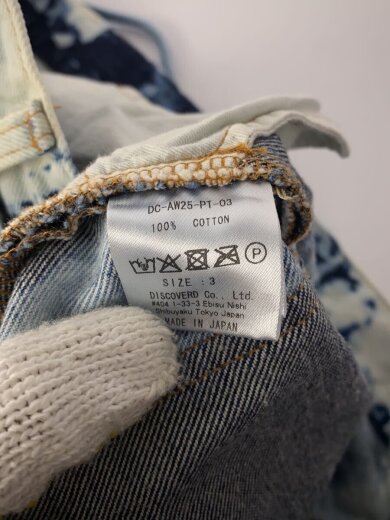 DC-AW25-PT-03
100% COTTON
P
SIZE : 3
DISCOVERD Co., Ltd.
#404 1-33-3 Ebisu Nishi
Shibuyaku Tokyo Japan
MADE IN JAPAN